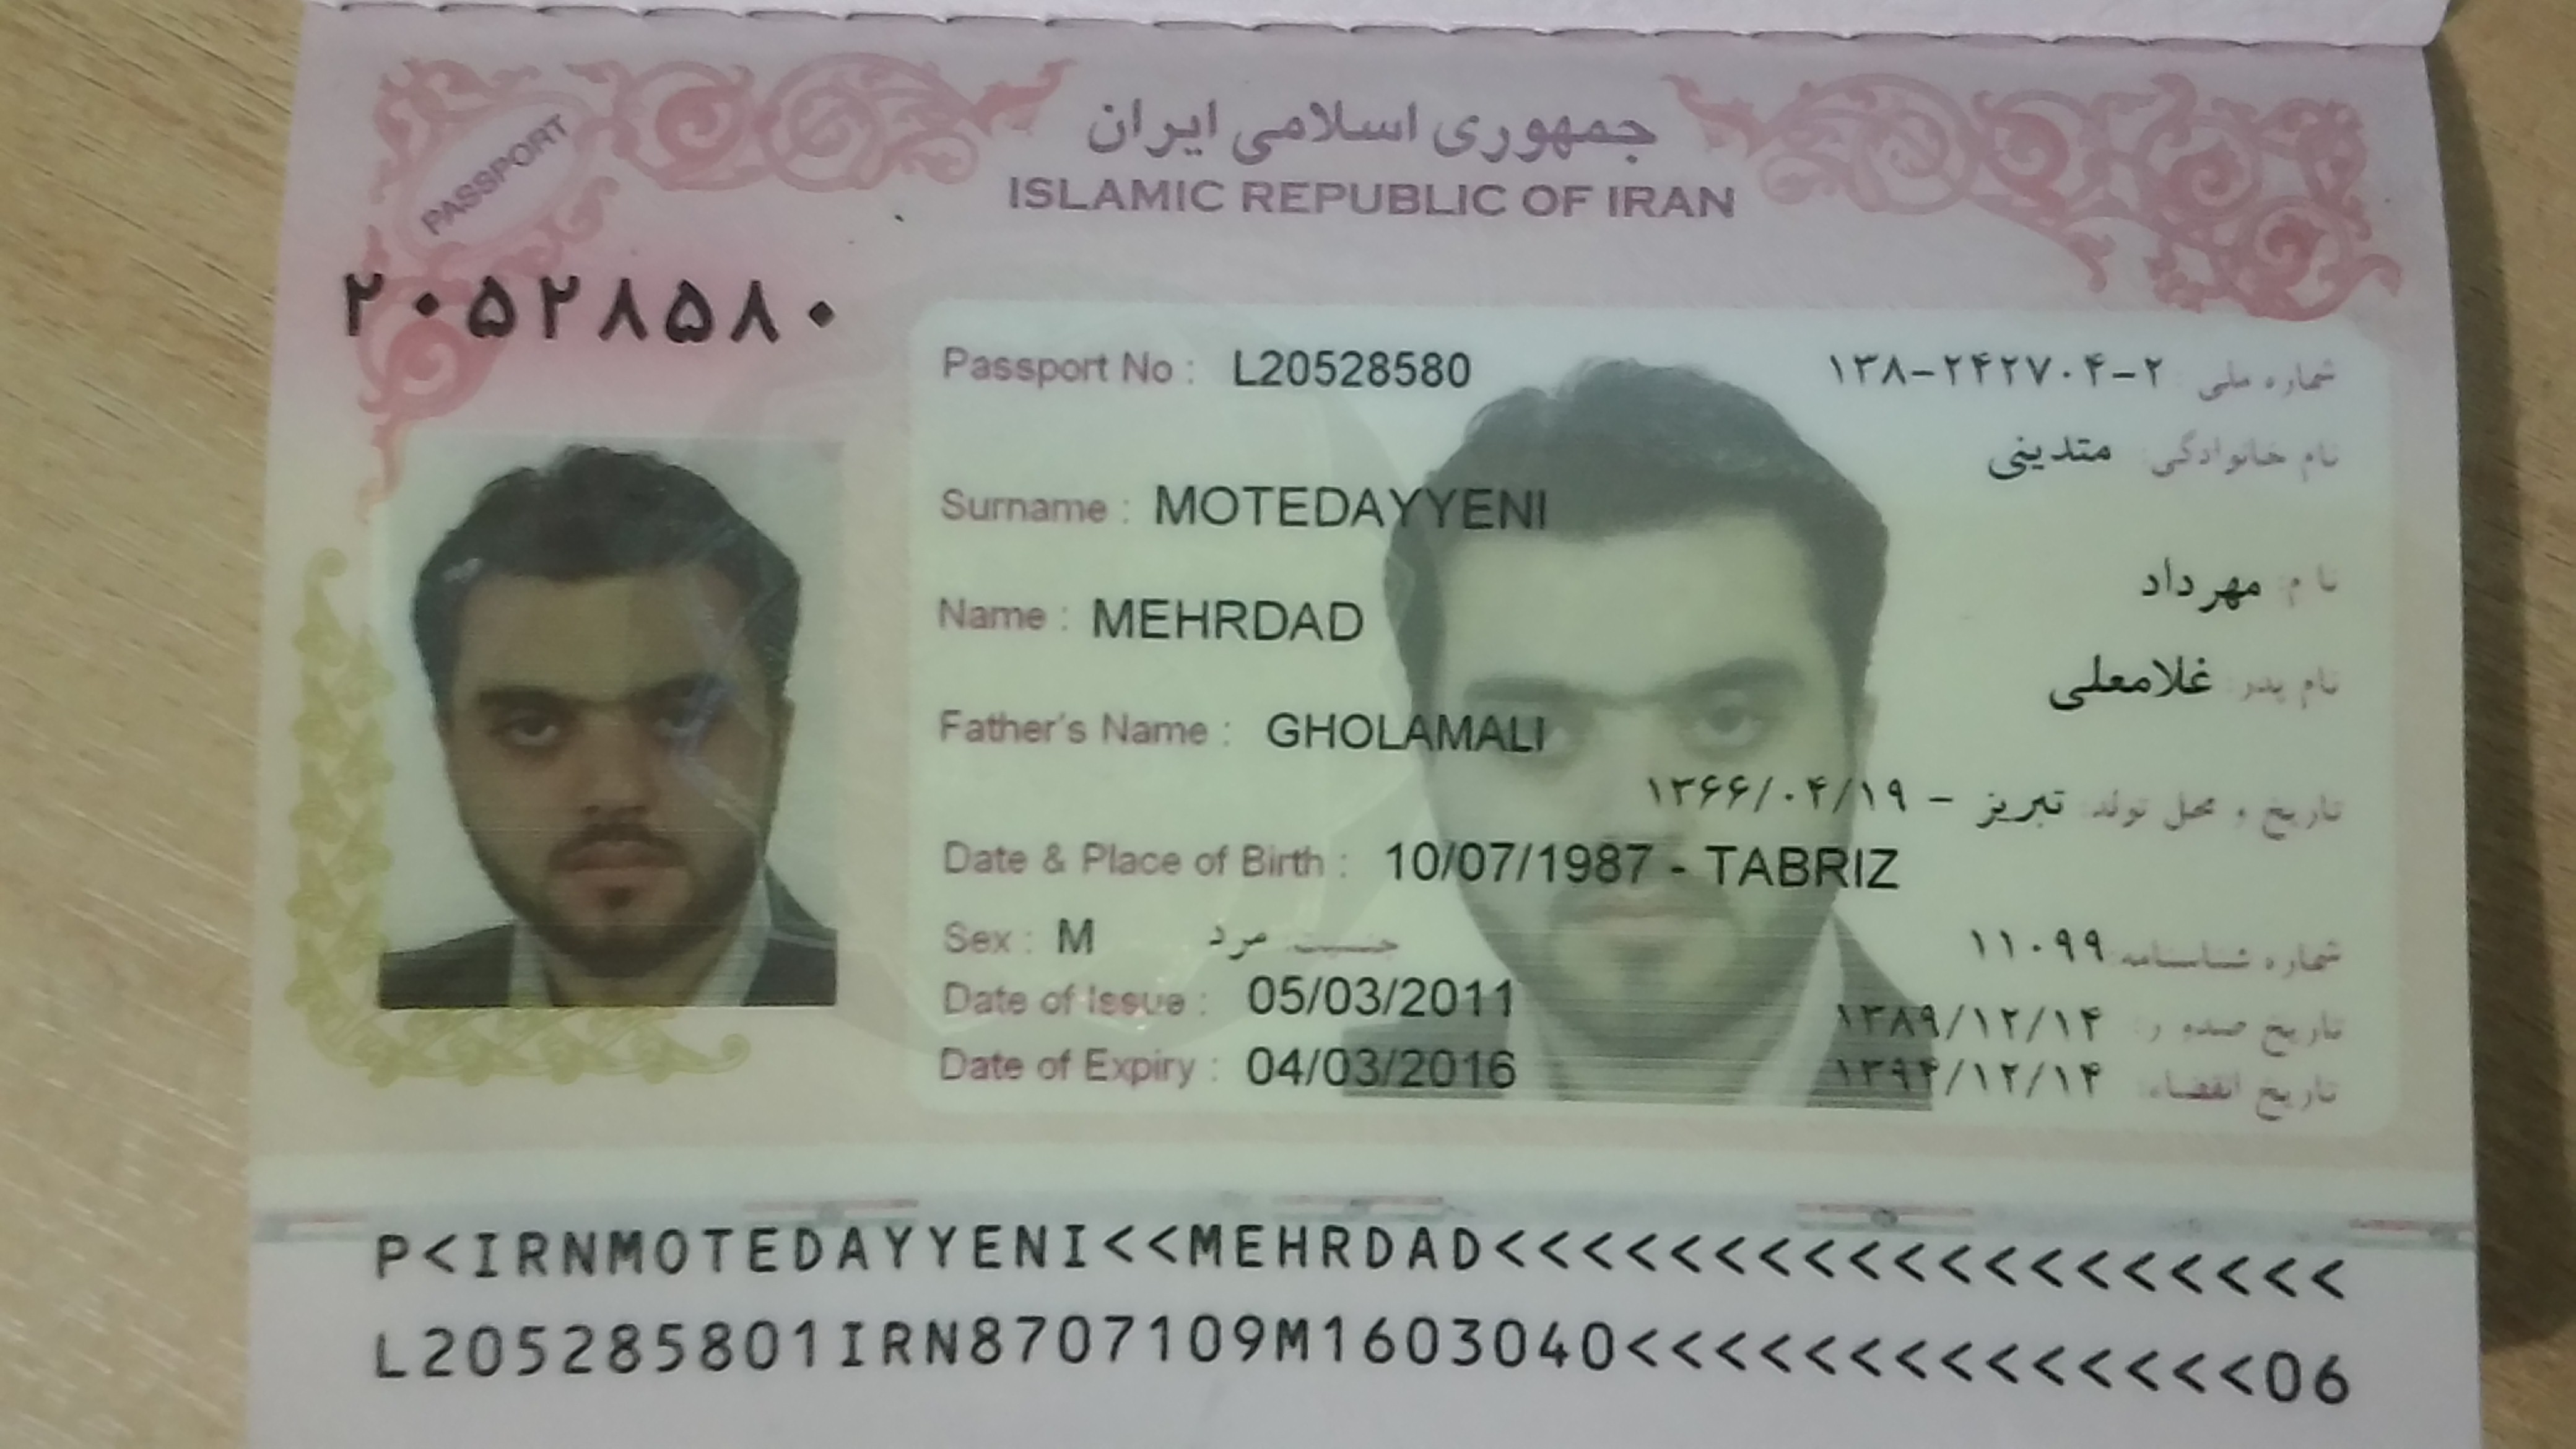 PASSPORT
جمهوری اسلامی ایران
ISLAMIC REPUBLIC OF IRAN
۲۰۵۲۸۵۸۰
Passport No : L20528580
شماره ملی: ۱۳۸-۲۴۲۷۰۴-۲
نام خانوادگی: متدینی
Surname : MOTEDAYYENI
نام: مهرداد
Name : MEHRDAD
نام پدر: غلامعلی
Father's Name : GHOLAMALI
تاریخ و محل تولد: تبریز - ۱۳۶۶/۰۴/۱۹
Date & Place of Birth : 10/07/1987 - TABRIZ
Sex : M جنسیت: مرد
شماره شناسنامه: ۱۱۰۹۹
Date of Issue : 05/03/2011
تاریخ صدور: ۱۳۸۹/۱۲/۱۴
Date of Expiry : 04/03/2016
تاریخ انقضاء: ۱۳۹۴/۱۲/۱۴
P<IRNMOTEDAYYENI<<MEHRDAD<<<<<<<<<<<<<<<<<<<
L205285801IRN8707109M1603040<<<<<<<<<<<<<<06